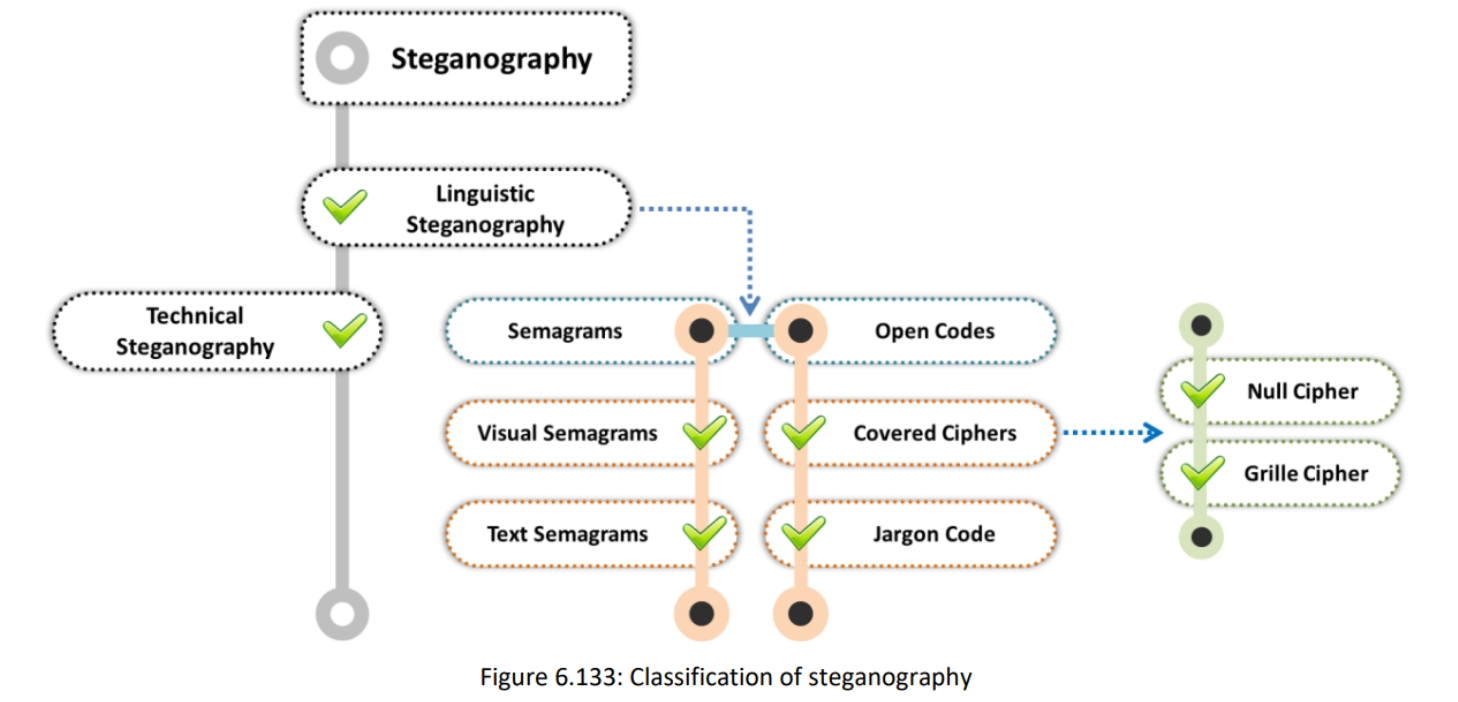 Steganography
Linguistic
Steganography
Technical
Steganography
Semagrams
Open Codes
Visual Semagrams
Covered Ciphers
Text Semagrams
Jargon Code
Null Cipher
Grille Cipher
Figure 6.133: Classification of steganography